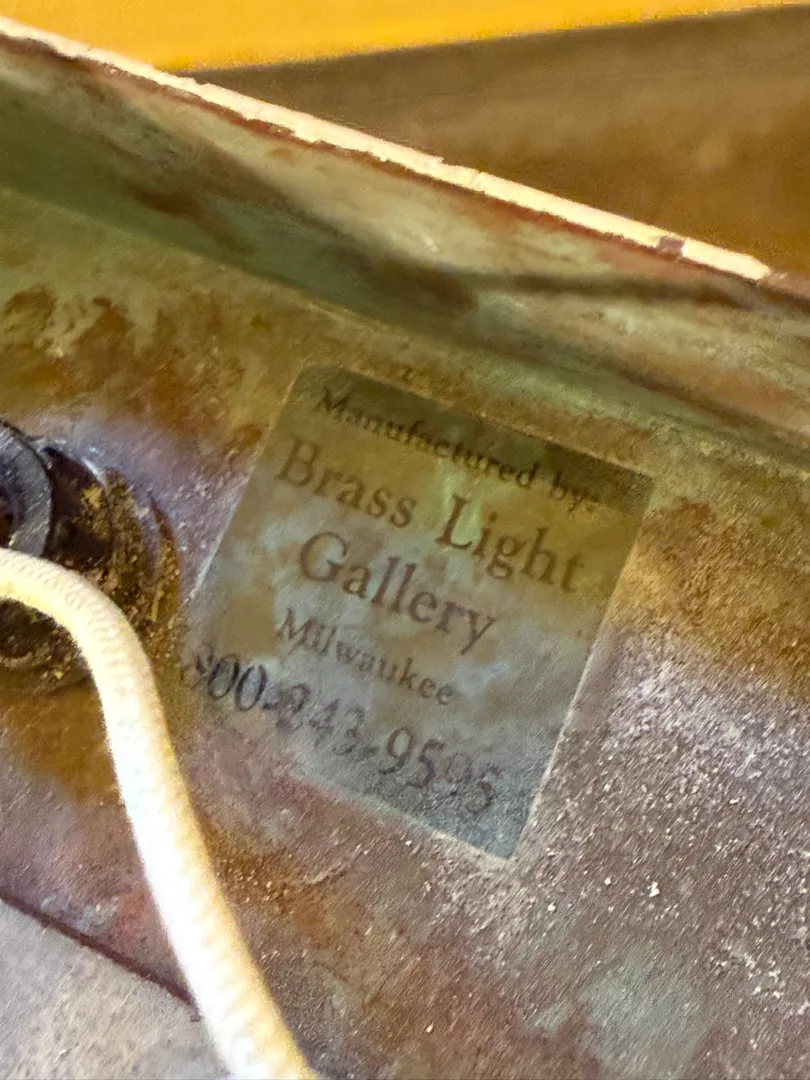 Manufactured by:
Brass Light
Gallery
Milwaukee
800-243-9595